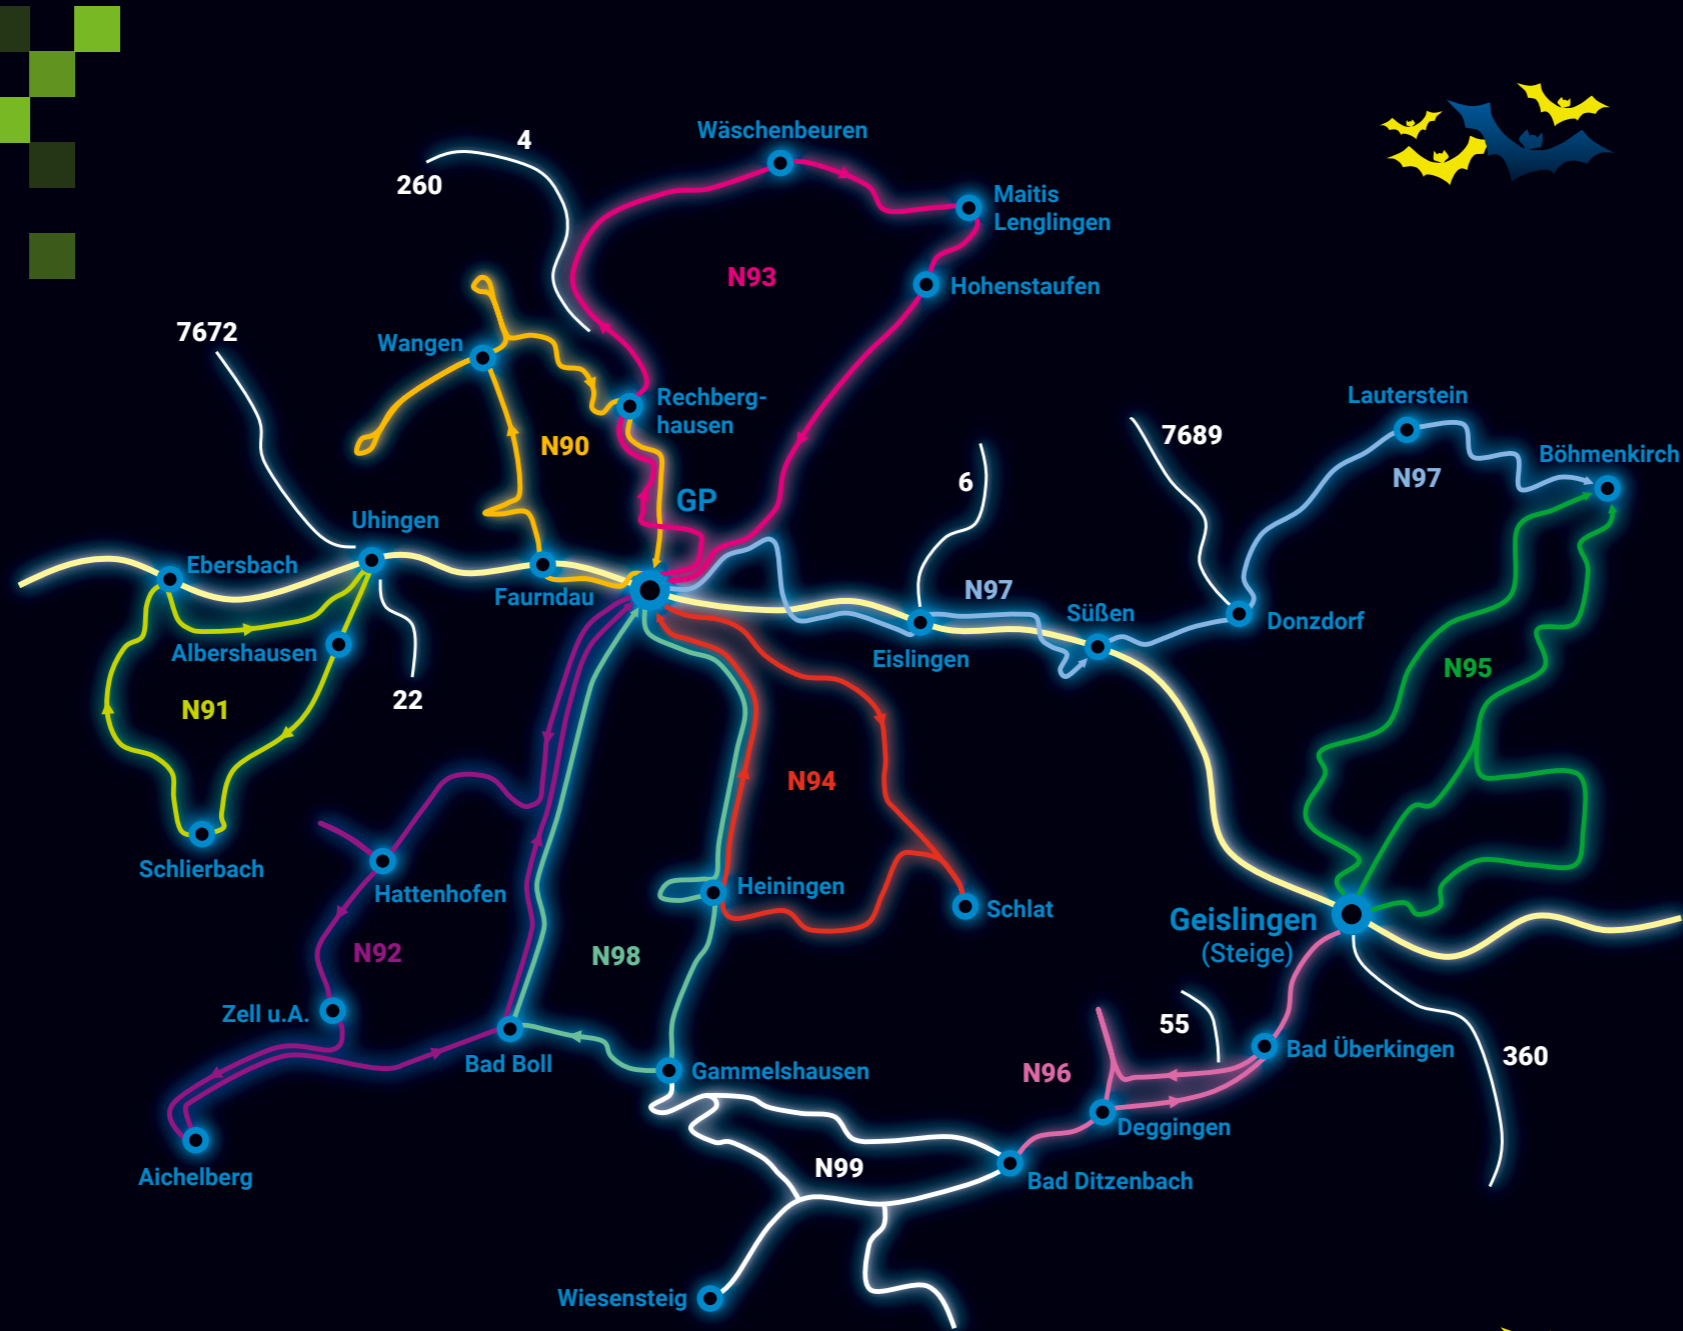 Wäschenbeuren
4
260
Maitis
Lenglingen
N93
Hohenstaufen
7672
Wangen
Rechberg-
hausen
N90
Lauterstein
7689
Böhmenkirch
N97
6
GP
Uhingen
Ebersbach
Faurndau
N97
Süßen
Donzdorf
Eislingen
Albershausen
N91
22
N95
N94
Schlierbach
Hattenhofen
Heiningen
Schlat
Geislingen
(Steige)
N92
N98
Zell u.A.
55
Bad Boll
Gammelshausen
N96
Bad Überkingen
360
Deggingen
Aichelberg
N99
Bad Ditzenbach
Wiesensteig